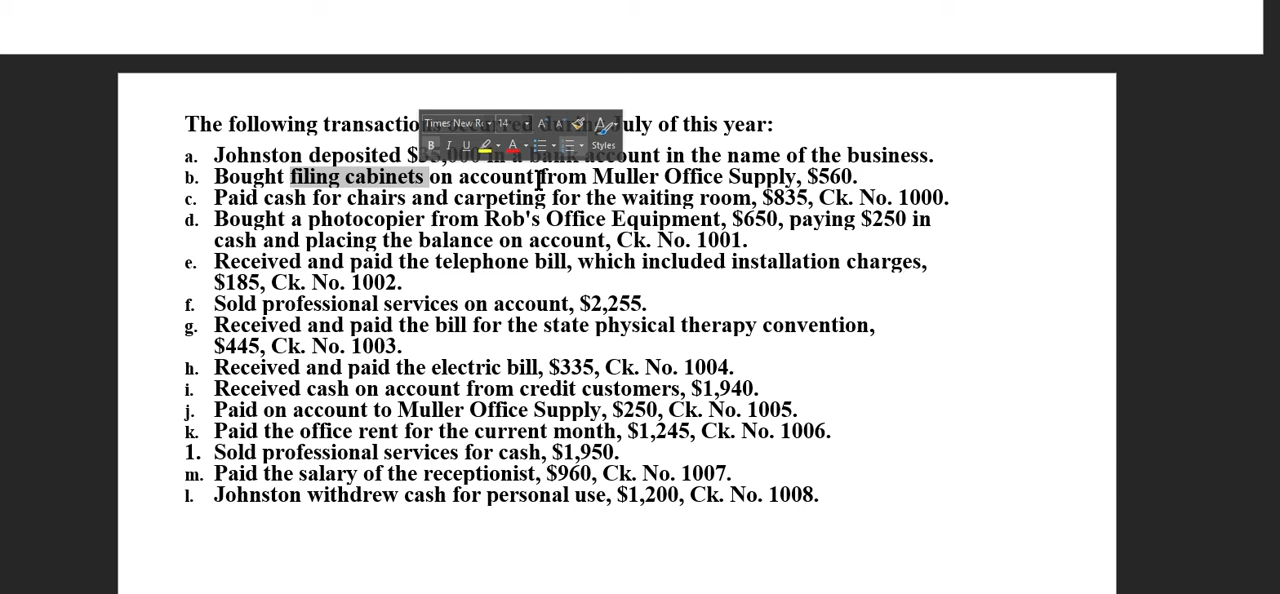 The following transactions occurred during July of this year:
a. Johnston deposited $35,000 in a bank account in the name of the business.
b. Bought filing cabinets on account from Muller Office Supply, $560.
c. Paid cash for chairs and carpeting for the waiting room, $835, Ck. No. 1000.
d. Bought a photocopier from Rob's Office Equipment, $650, paying $250 in
cash and placing the balance on account, Ck. No. 1001.
e. Received and paid the telephone bill, which included installation charges,
$185, Ck. No. 1002.
f. Sold professional services on account, $2,255.
g. Received and paid the bill for the state physical therapy convention,
$445, Ck. No. 1003.
h. Received and paid the electric bill, $335, Ck. No. 1004.
i. Received cash on account from credit customers, $1,940.
j. Paid on account to Muller Office Supply, $250, Ck. No. 1005.
k. Paid the office rent for the current month, $1,245, Ck. No. 1006.
1. Sold professional services for cash, $1,950.
m. Paid the salary of the receptionist, $960, Ck. No. 1007.
l. Johnston withdrew cash for personal use, $1,200, Ck. No. 1008.
Times New Ro 14 A A A
B I U A Styles